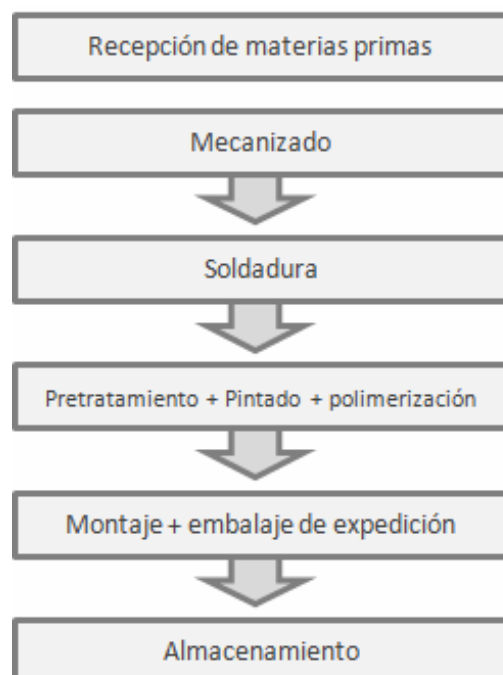 Recepción de materias primas
Mecanizado
Soldadura
Pretratamiento + Pintado + polimerización
Montaje + embalaje de expedición
Almacenamiento